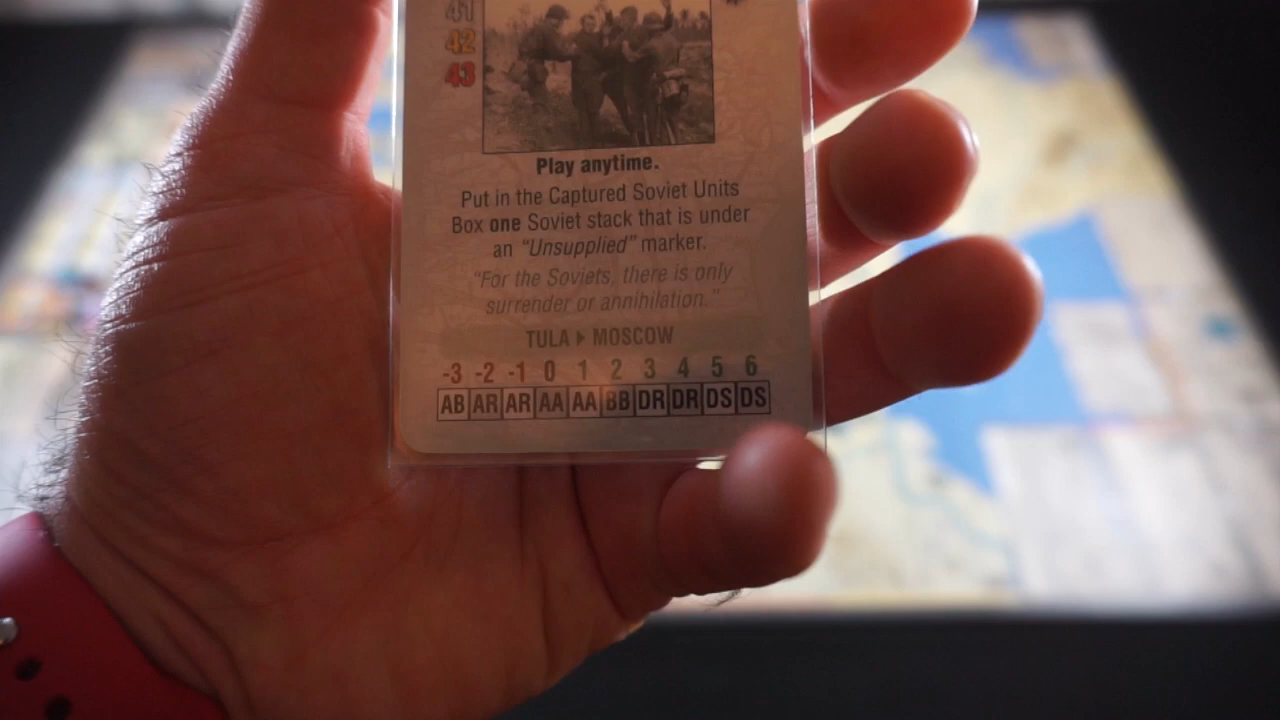 41
42
43
Play anytime.
Put in the Captured Soviet Units
Box one Soviet stack that is under
an “Unsupplied” marker.
“For the Soviets, there is only
surrender or annihilation.”
TULA ▸ MOSCOW
-3 -2 -1 0 1 2 3 4 5 6
AB AR AR AA AA BB DR DR DS DS